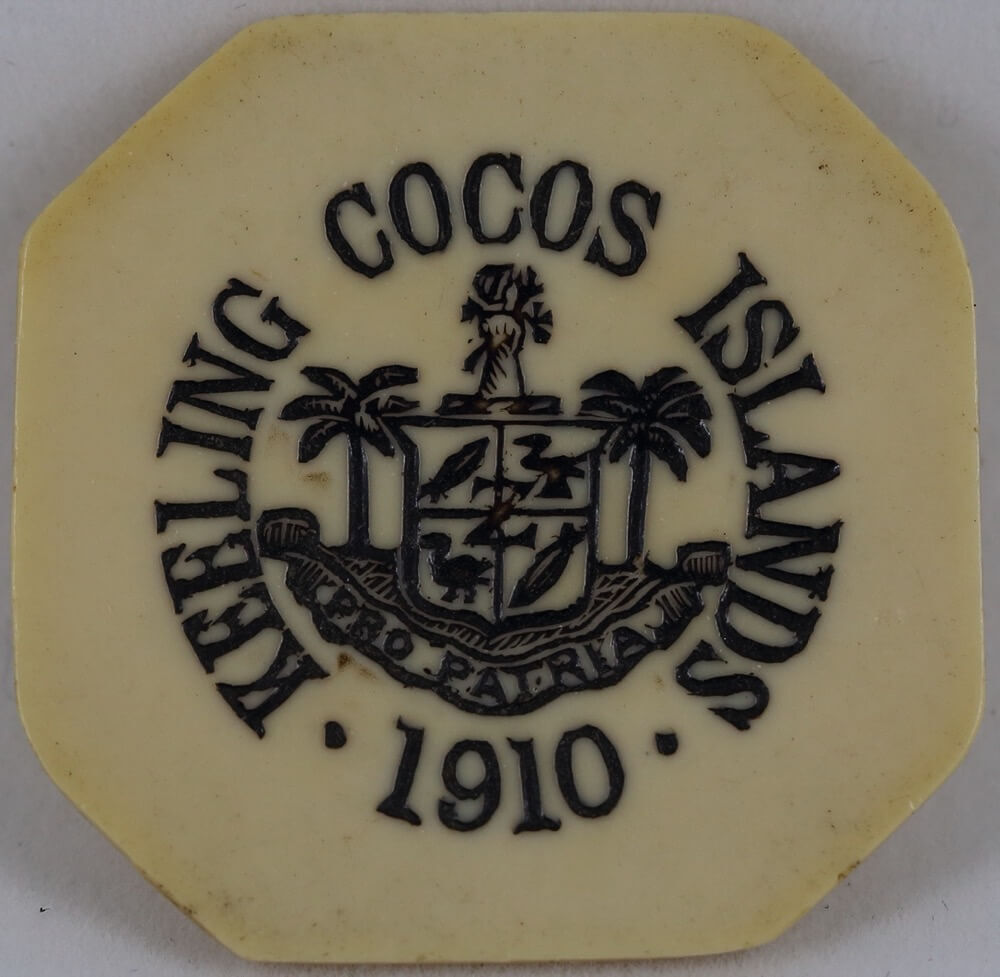 KEELING COCOS ISLANDS
PRO PATRIA
· 1910 ·